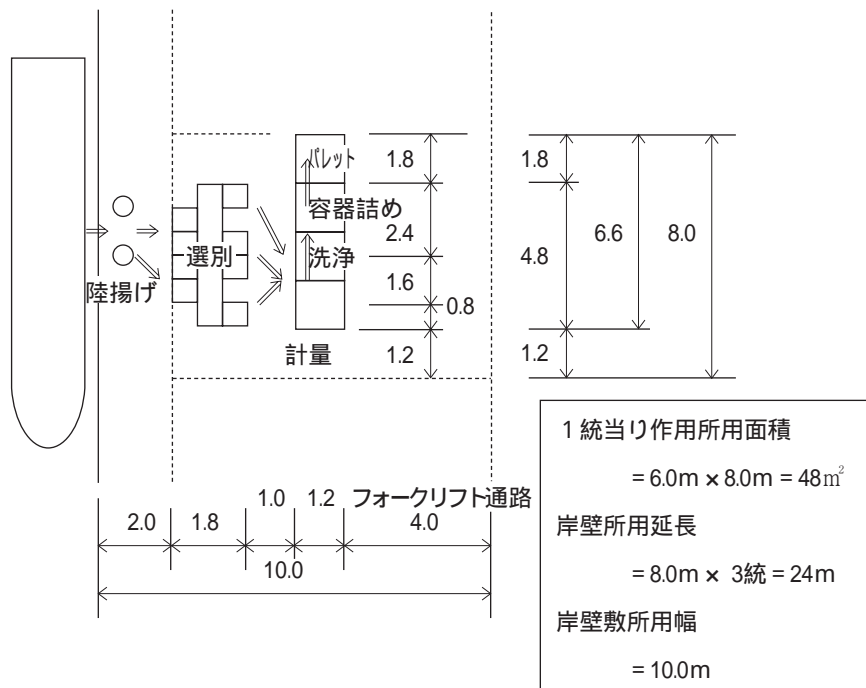 パレット
容器詰め
選別
洗浄
陸揚げ
計量
1.8
2.4
1.6
0.8
1.2
1.8
4.8
1.2
6.6
8.0
フォークリフト通路
2.0
1.8
1.0
1.2
4.0
10.0
1統当り作用所用面積
= 6.0m × 8.0m = 48㎡
岸壁所用延長
= 8.0m × 3統 = 24m
岸壁敷所用幅
= 10.0m